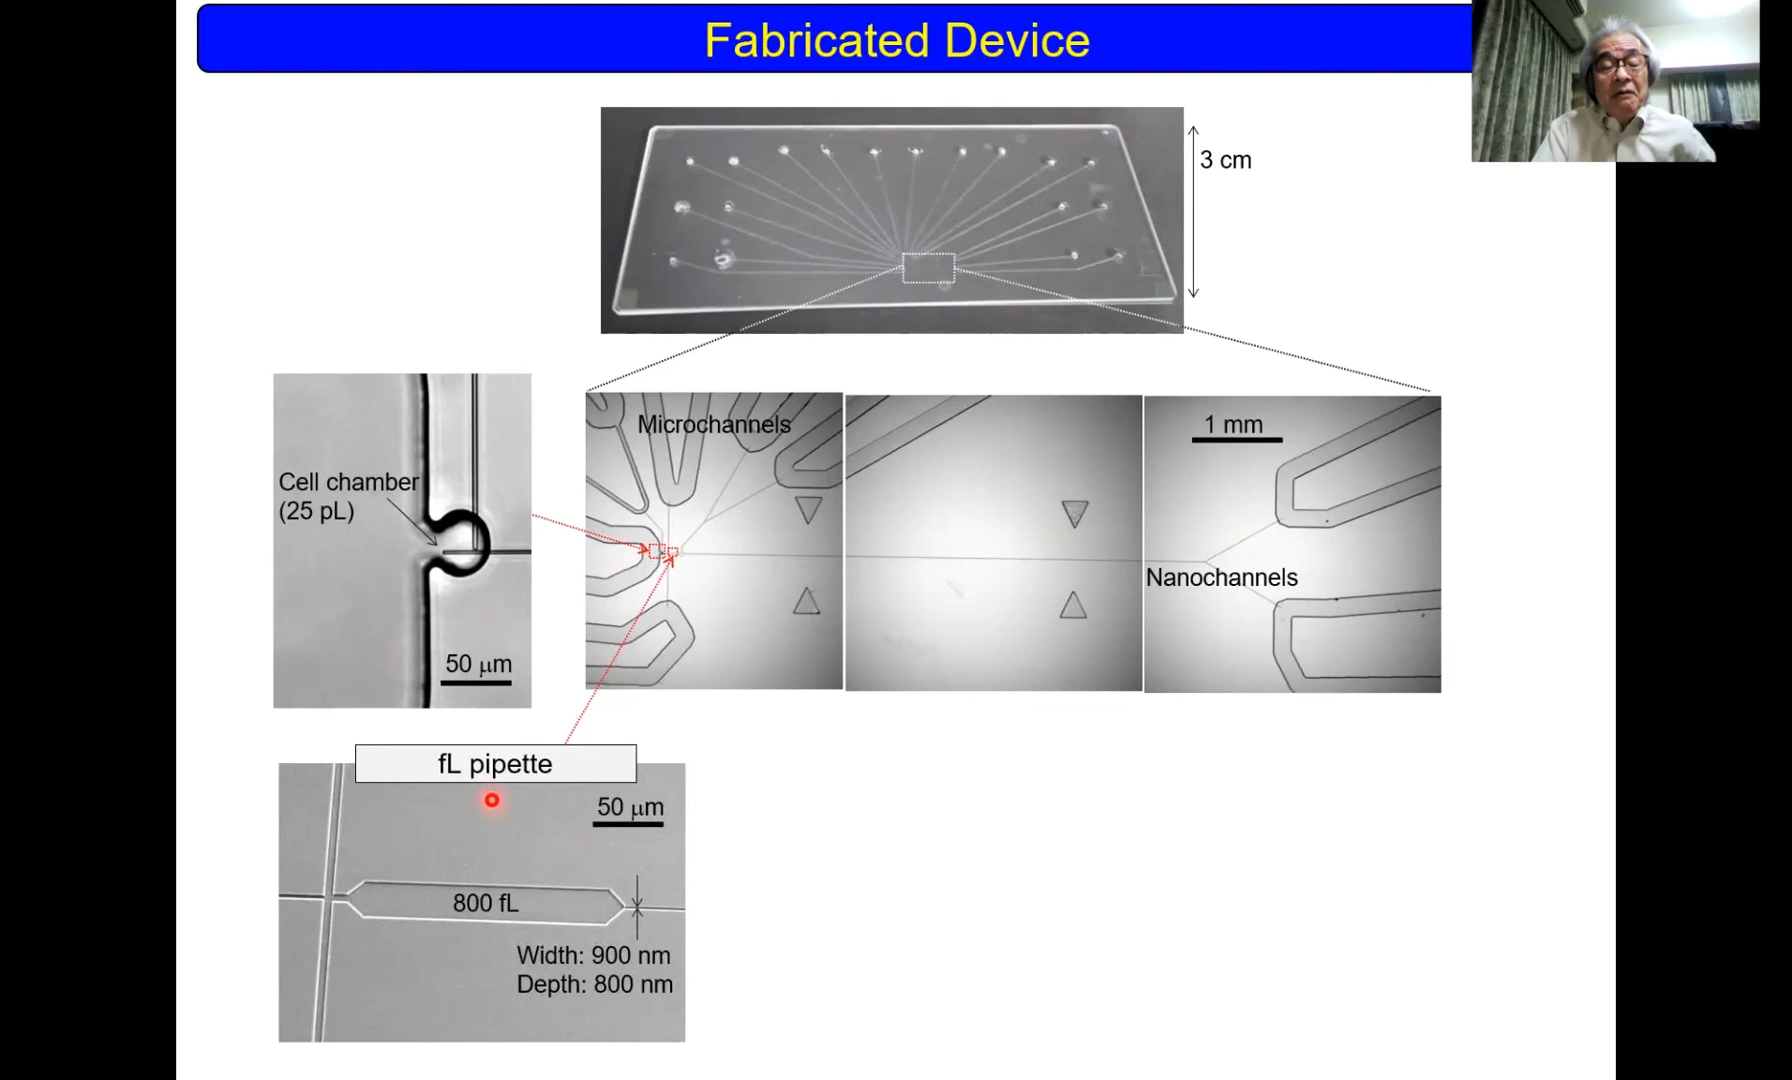 Fabricated Device
3 cm
Microchannels
1 mm
Cell chamber
(25 pL)
Nanochannels
50 μm
fL pipette
50 μm
800 fL
Width: 900 nm
Depth: 800 nm